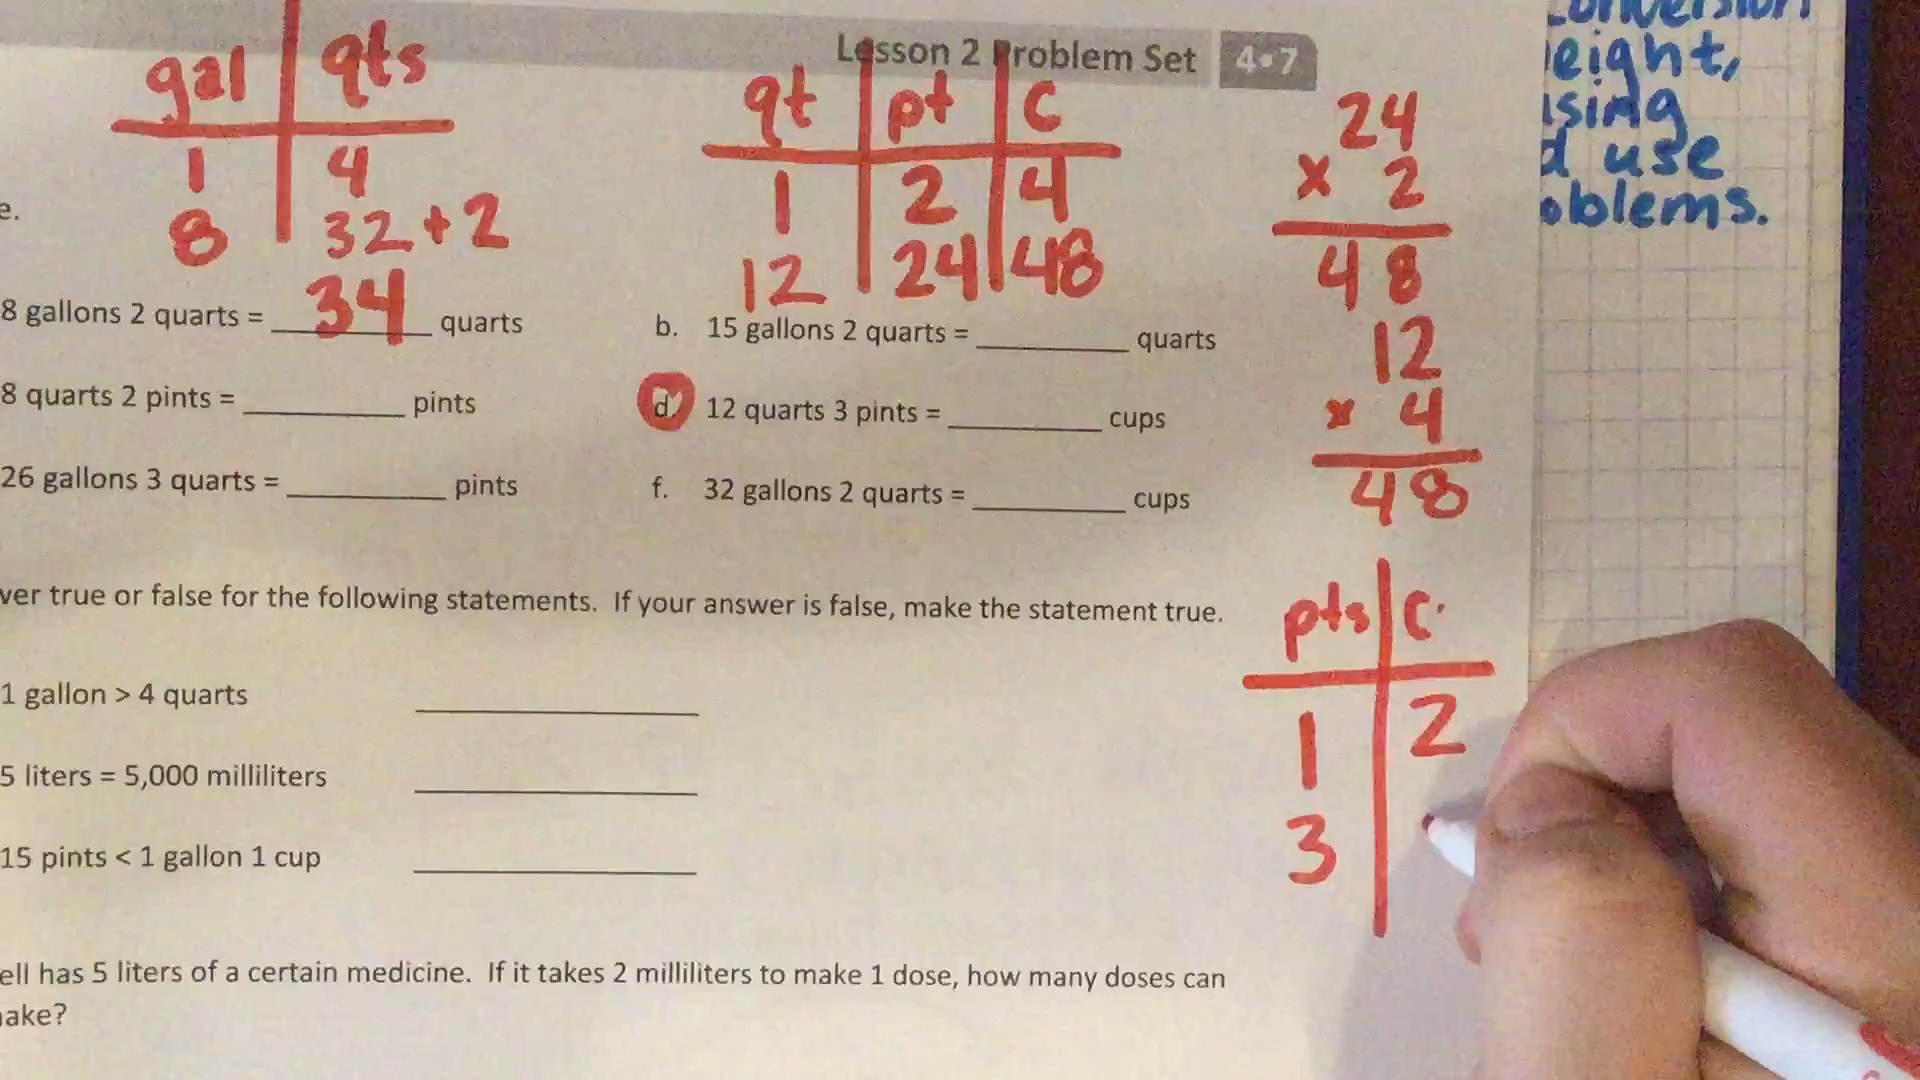 Lesson 2 Problem Set 4•7
gal qts
1 4
8 32 + 2
34
qt pt C
1 2 4
12 24 48
24
x 2
48
12
x 4
48
eight,
use
e.
8 gallons 2 quarts = ________ quarts
b. 15 gallons 2 quarts = ________ quarts
8 quarts 2 pints = ________ pints
d. 12 quarts 3 pints = ________ cups
26 gallons 3 quarts = ________ pints
f. 32 gallons 2 quarts = ________ cups
true or false for the following statements. If your answer is false, make the statement true.
1 gallon > 4 quarts ________
5 liters = 5,000 milliliters ________
15 pints < 1 gallon 1 cup ________
pts C.
1 2
3
has 5 liters of a certain medicine. If it takes 2 milliliters to make 1 dose, how many doses can